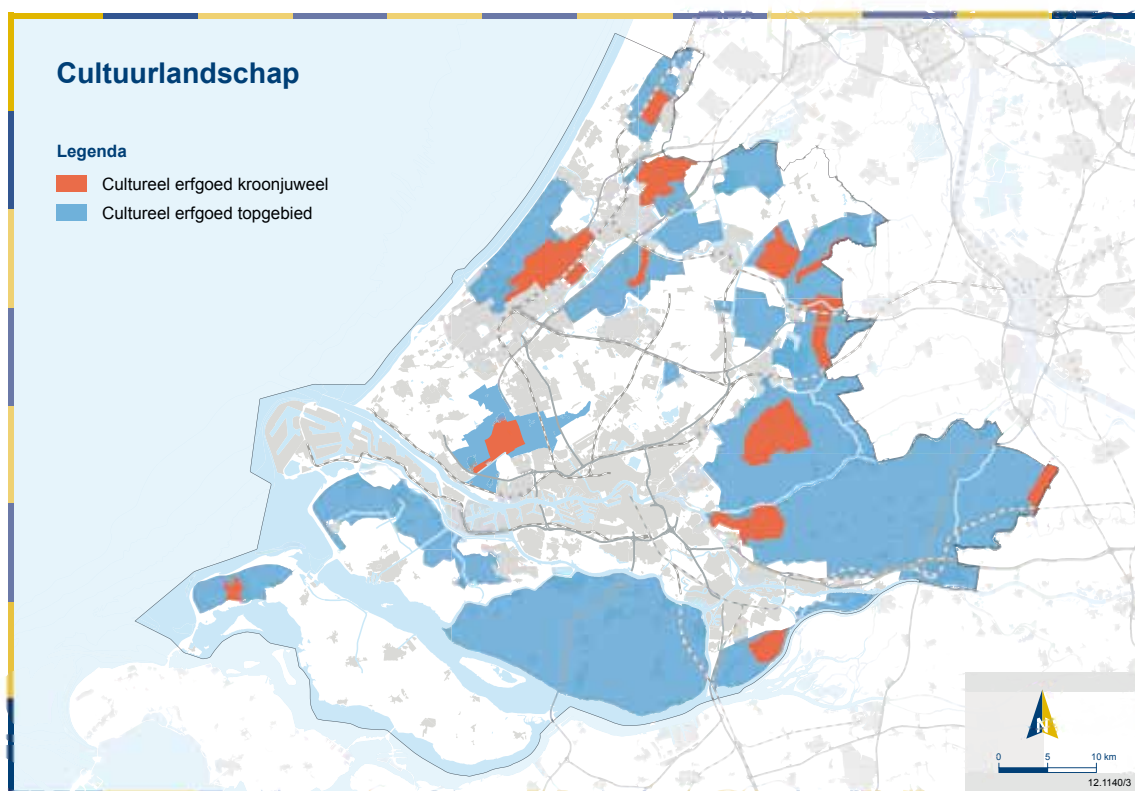 Cultuurlandschap
Legenda
Cultureel erfgoed kroonjuweel
Cultureel erfgoed topgebied
N
0 5 10 km
12.1140/3